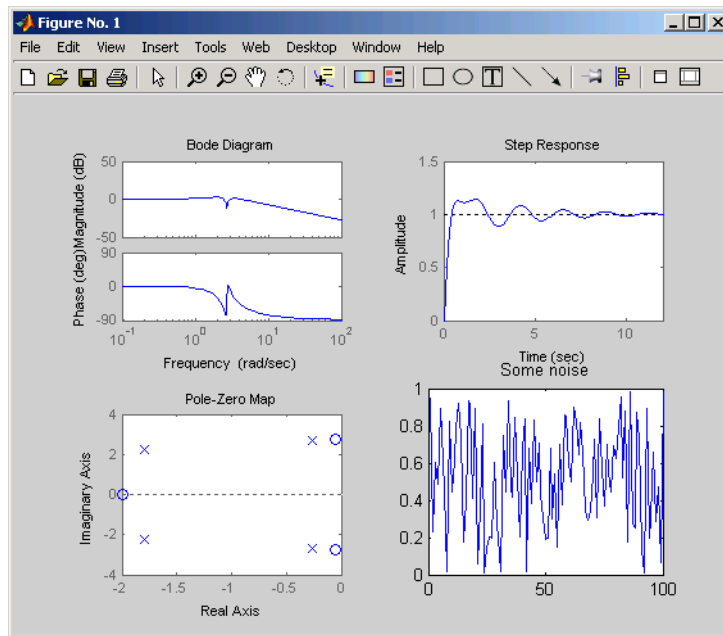 Figure No. 1
File Edit View Insert Tools Web Desktop Window Help
T
Bode Diagram
Magnitude (dB)
50
0
-50
Phase (deg)
90
0
-90
10^-1 10^0 10^1 10^2
Frequency (rad/sec)
Step Response
Amplitude
1.5
1
0.5
0
0 5 10
Time (sec)
Pole-Zero Map
Imaginary Axis
4
2
0
-2
-4
-2 -1.5 -1 -0.5 0
Real Axis
Some noise
1
0.8
0.6
0.4
0.2
0
0 50 100